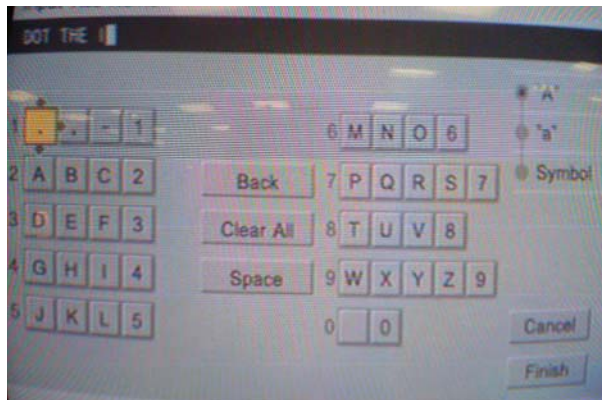 DOT THE I
"A"
1 . , - 1 6 M N O 6 "a"
2 A B C 2 Back 7 P Q R S 7 Symbol
3 D E F 3 Clear All 8 T U V 8
4 G H I 4 Space 9 W X Y Z 9
5 J K L 5 0 0 Cancel
Finish